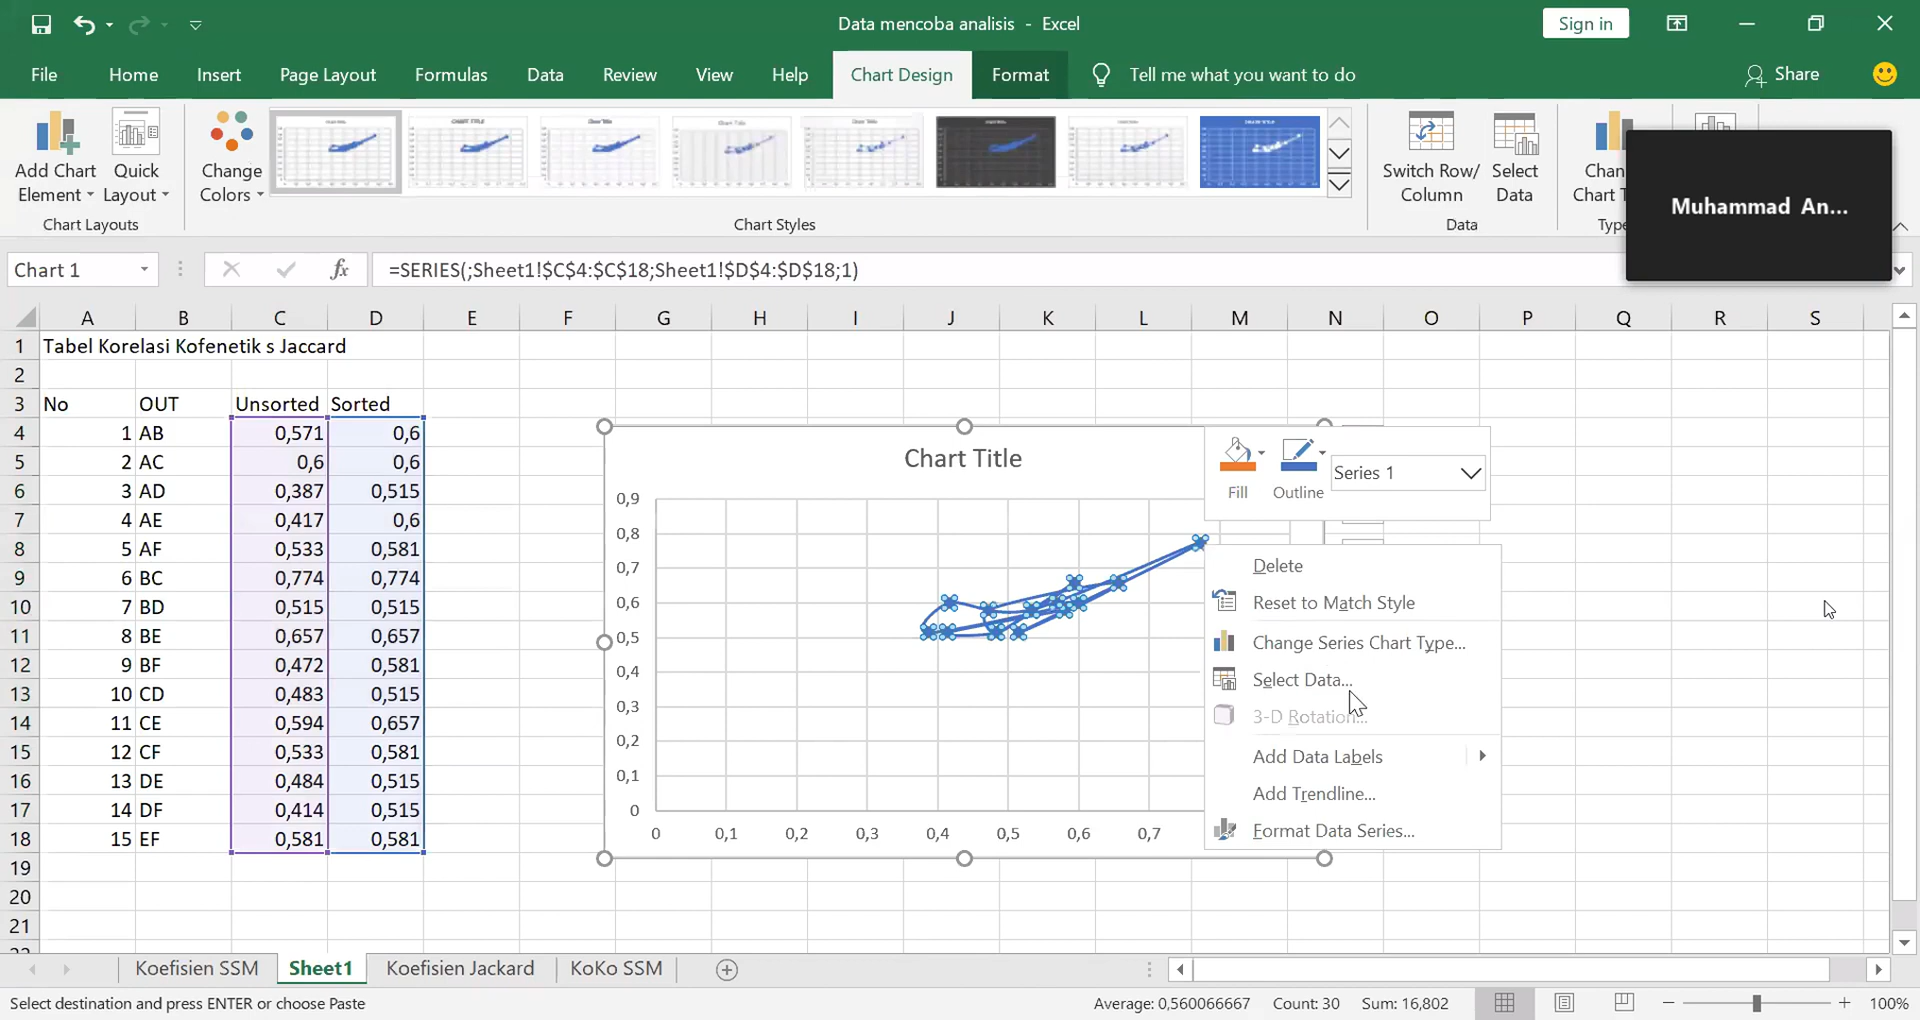 Data mencoba analisis - Excel
Sign in
File Home Insert Page Layout Formulas Data Review View Help Chart Design Format Tell me what you want to do Share
Add Chart Element
Quick Layout
Change Colors
Switch Row/ Column
Select Data
Chan
Chart T
Chart Layouts
Chart Styles
Data
Type
Muhammad An...
Chart 1
fx
=SERIES(;Sheet1!$C$4:$C$18;Sheet1!$D$4:$D$18;1)
A B C D E F G H I J K L M N O P Q R S
1 Tabel Korelasi Kofenetik s Jaccard
2
3 No OUT Unsorted Sorted
4 1 AB 0,571 0,6
5 2 AC 0,6 0,6
6 3 AD 0,387 0,515
7 4 AE 0,417 0,6
8 5 AF 0,533 0,581
9 6 BC 0,774 0,774
10 7 BD 0,515 0,515
11 8 BE 0,657 0,657
12 9 BF 0,472 0,581
13 10 CD 0,483 0,515
14 11 CE 0,594 0,657
15 12 CF 0,533 0,581
16 13 DE 0,484 0,515
17 14 DF 0,414 0,515
18 15 EF 0,581 0,581
19
20
21
Chart Title
0,9
0,8
0,7
0,6
0,5
0,4
0,3
0,2
0,1
0
0 0,1 0,2 0,3 0,4 0,5 0,6 0,7
Fill
Outline
Series 1
Delete
Reset to Match Style
Change Series Chart Type...
Select Data...
3-D Rotation...
Add Data Labels
Add Trendline...
Format Data Series...
Koefisien SSM Sheet1 Koefisien Jackard KoKo SSM
Select destination and press ENTER or choose Paste
Average: 0,560066667 Count: 30 Sum: 16,802
100%